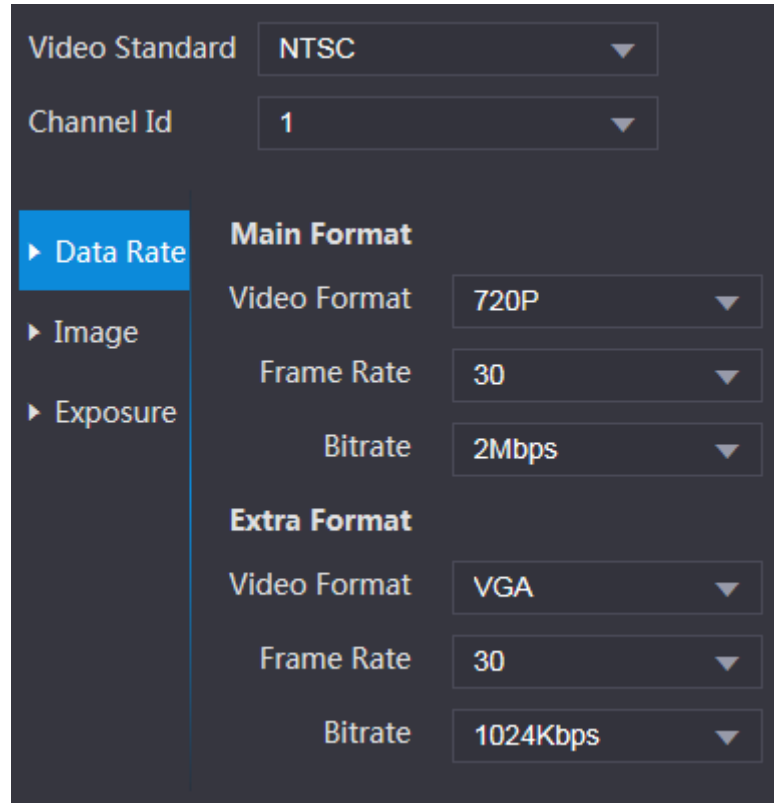 Video Standard NTSC
Channel Id 1
Data Rate
Image
Exposure
Main Format
Video Format 720P
Frame Rate 30
Bitrate 2Mbps
Extra Format
Video Format VGA
Frame Rate 30
Bitrate 1024Kbps